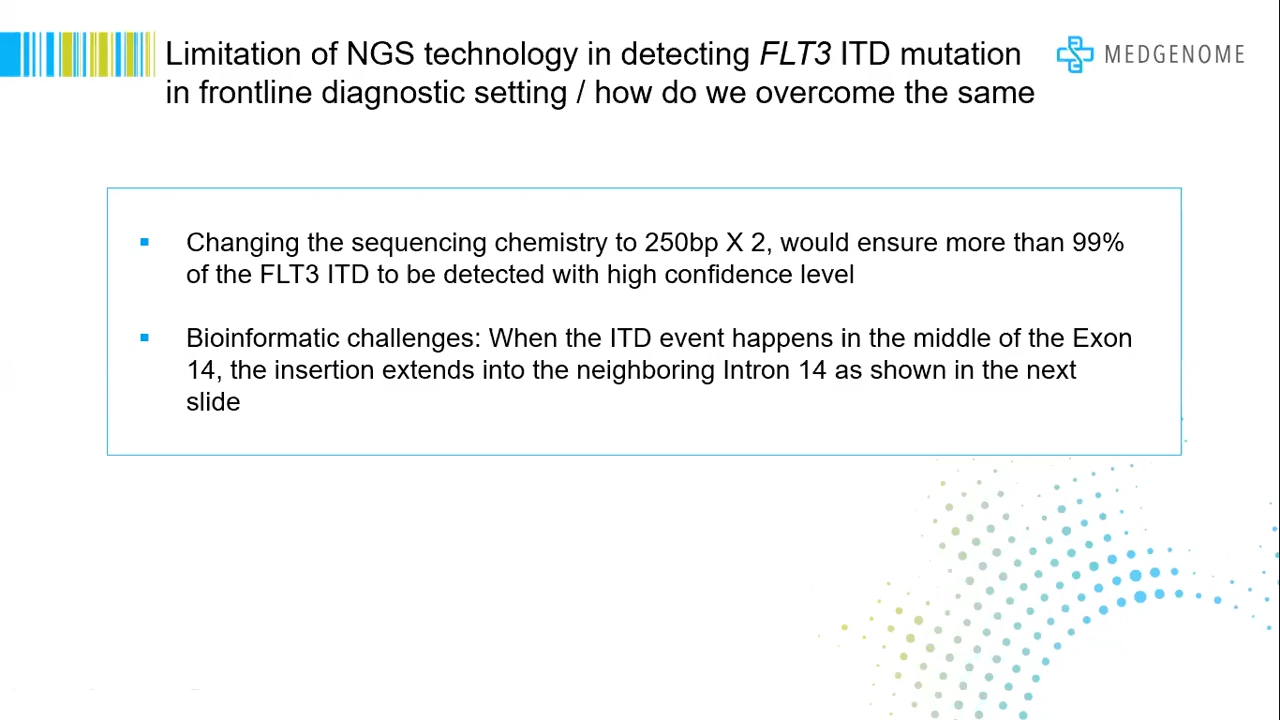 Limitation of NGS technology in detecting FLT3 ITD mutation
in frontline diagnostic setting / how do we overcome the same
MEDGENOME
▪ Changing the sequencing chemistry to 250bp X 2, would ensure more than 99%
of the FLT3 ITD to be detected with high confidence level
▪ Bioinformatic challenges: When the ITD event happens in the middle of the Exon
14, the insertion extends into the neighboring Intron 14 as shown in the next
slide